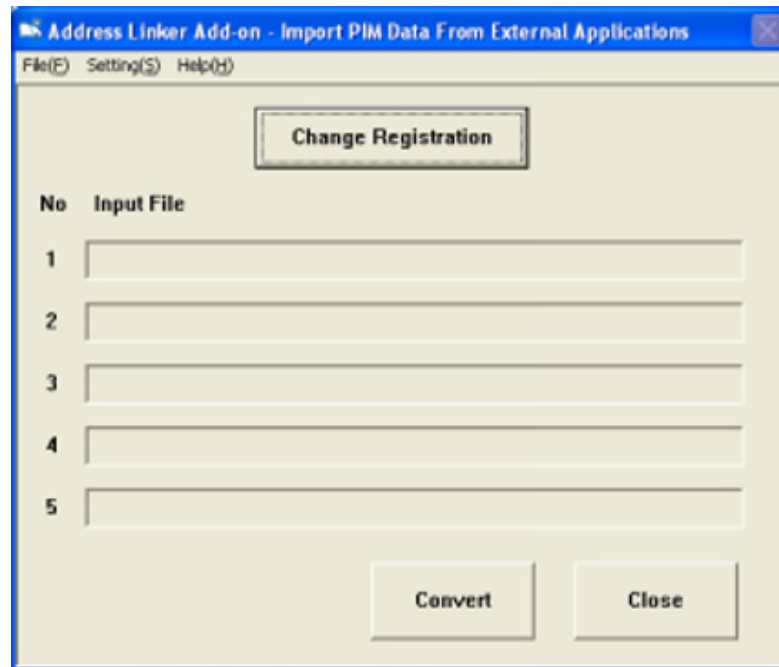 Address Linker Add-on - Import PIM Data From External Applications
File(F) Setting(S) Help(H)
Change Registration
No Input File
1
2
3
4
5
Convert Close